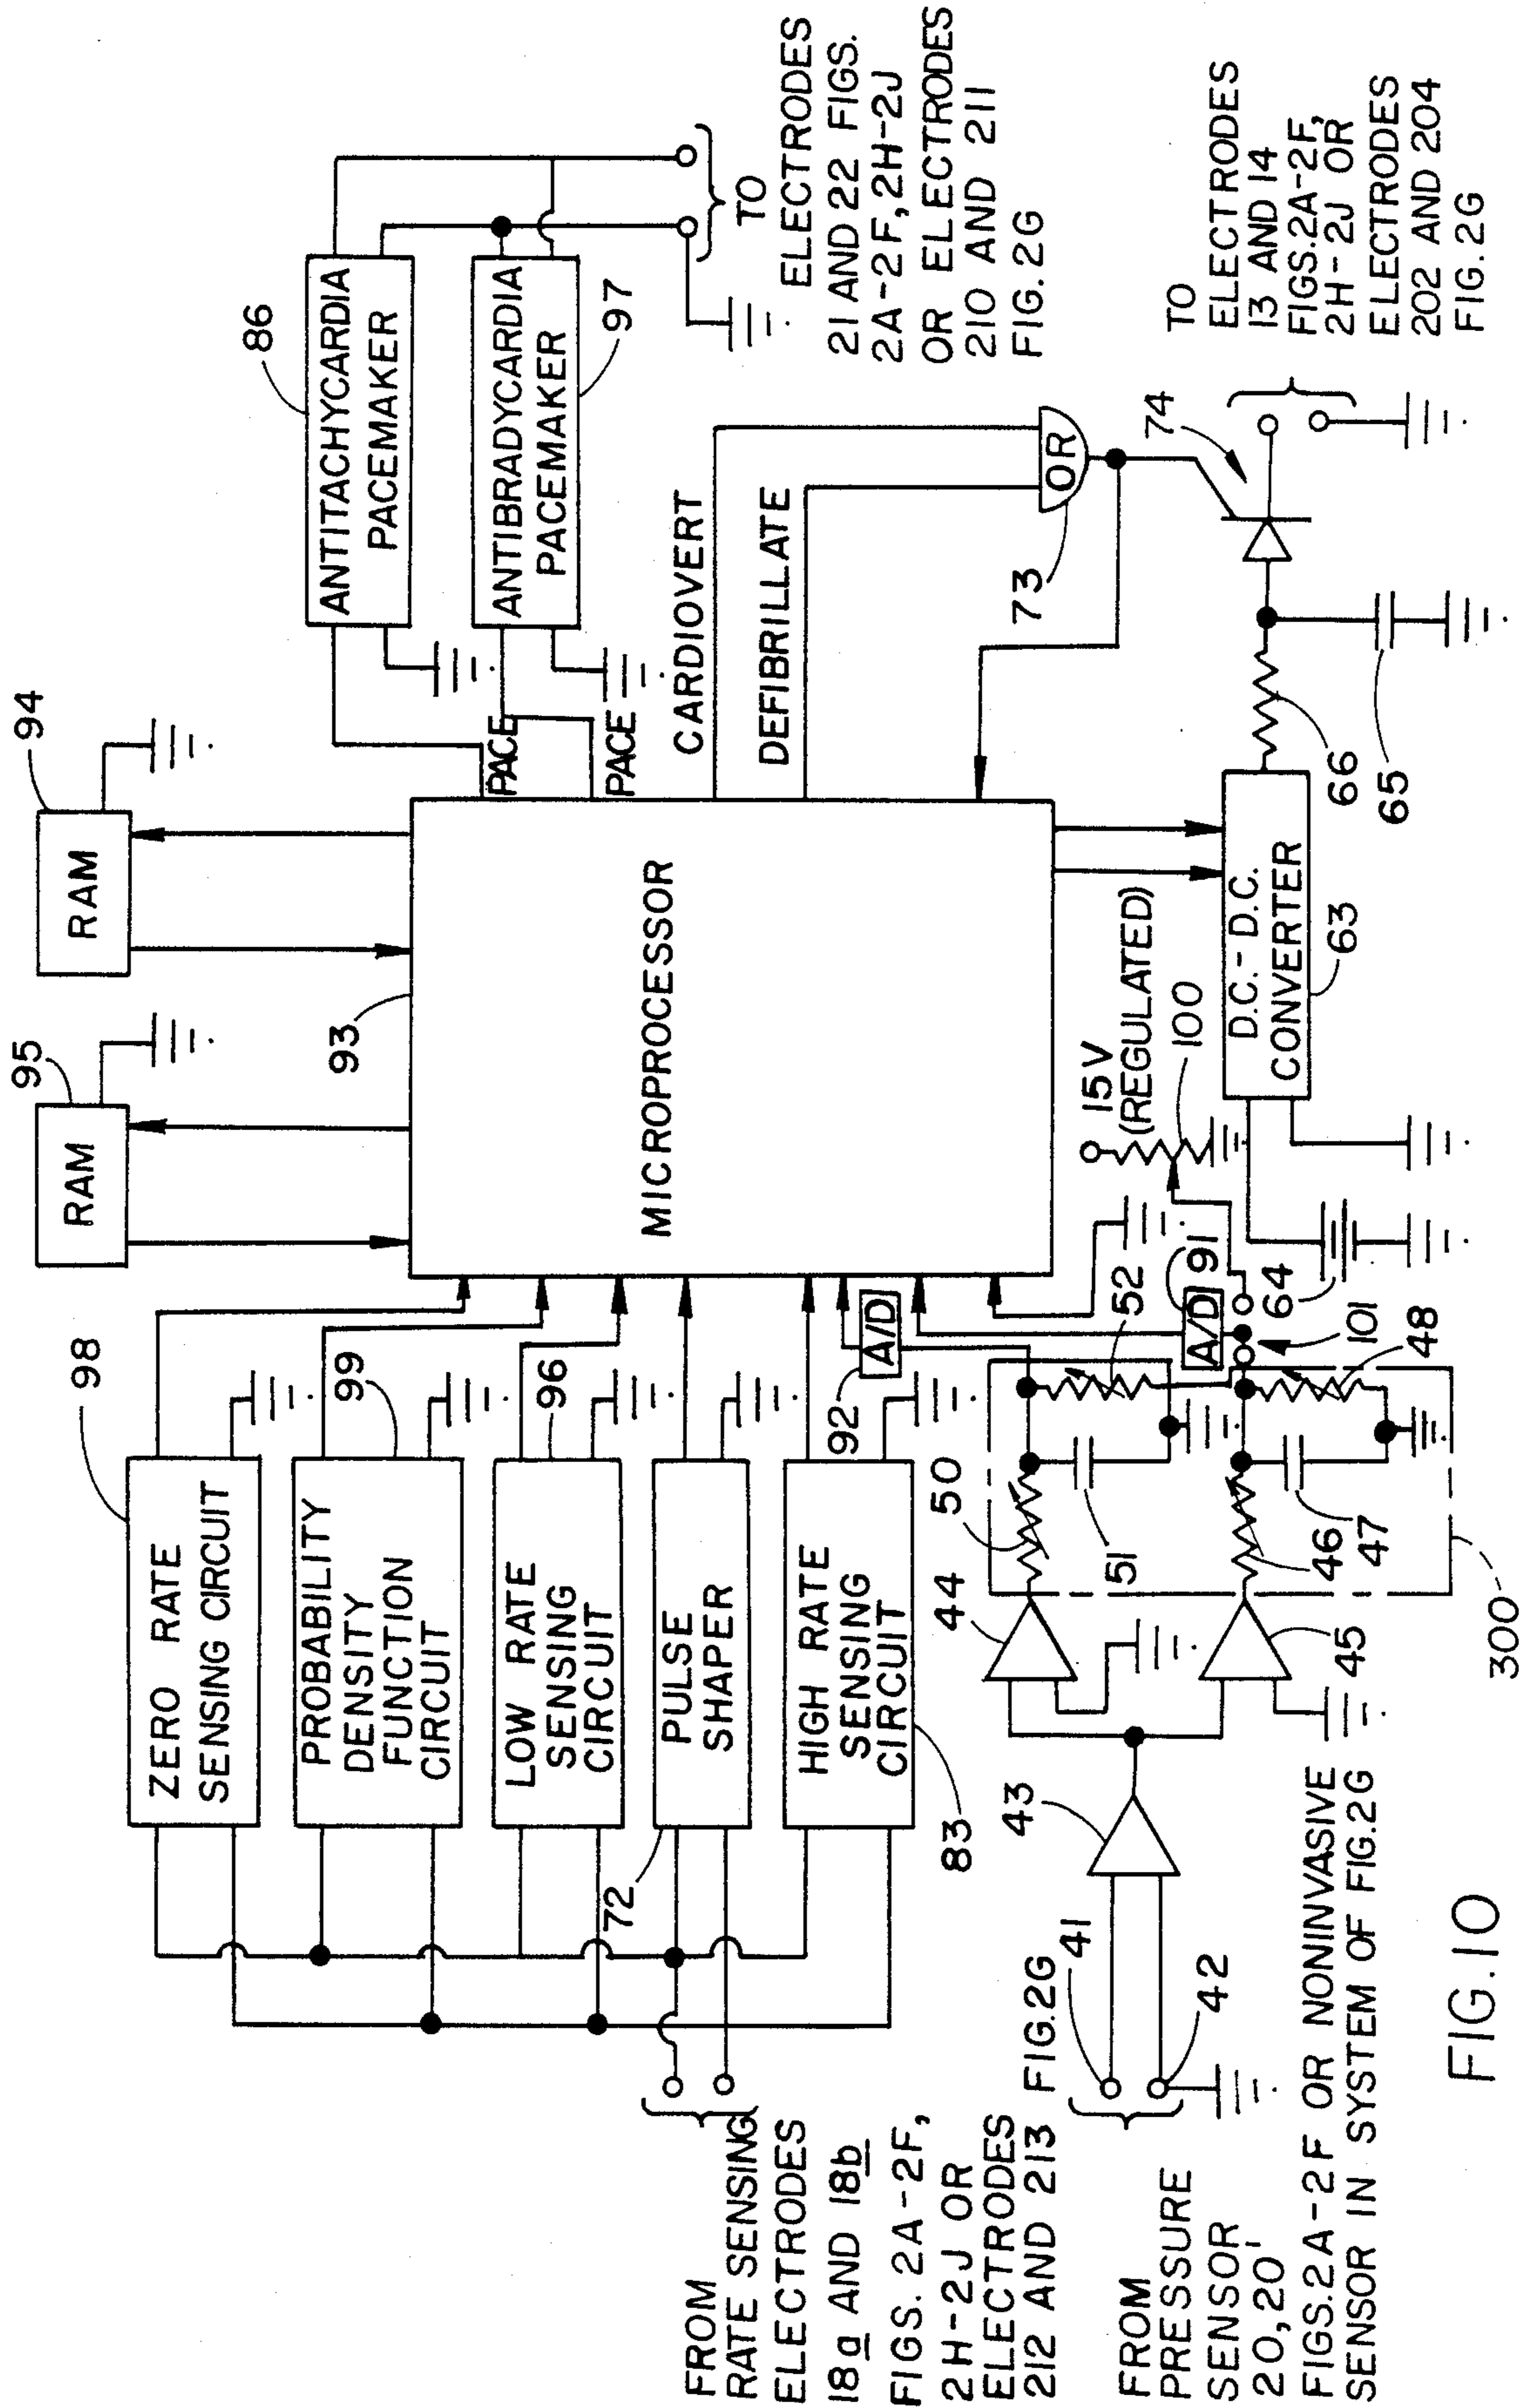 95
RAM
94
RAM
98
ZERO RATE
SENSING CIRCUIT
99
PROBABILITY
DENSITY
FUNCTION
CIRCUIT
96
LOW RATE
SENSING
CIRCUIT
72
PULSE
SHAPER
83
HIGH RATE
SENSING
CIRCUIT
93
MICROPROCESSOR
86
ANTITACHYCARDIA
PACEMAKER
97
ANTIBRADYCARDIA
PACEMAKER
PACE
PACE
CARDIOVERT
DEFIBRILLATE
73
OR
74
TO
ELECTRODES
21 AND 22 FIGS.
2A-2F, 2H-2J
OR ELECTRODES
210 AND 211
FIG. 2G
TO
ELECTRODES
13 AND 14
FIGS. 2A-2F,
2H-2J OR
ELECTRODES
202 AND 204
FIG. 2G
FROM
RATE SENSING
ELECTRODES
18a AND 18b
FIGS. 2A-2F,
2H-2J OR
ELECTRODES
212 AND 213 FIG.2G
41
42
43
44
45
50
51
52
92
A/D
A/D
91
46
47
48
101
64
15V
(REGULATED)
100
D.C.-D.C.
CONVERTER
63
66
65
300
FROM
PRESSURE
SENSOR
20,20'
FIGS.2A-2F OR NONINVASIVE
SENSOR IN SYSTEM OF FIG.2G
FIG.10